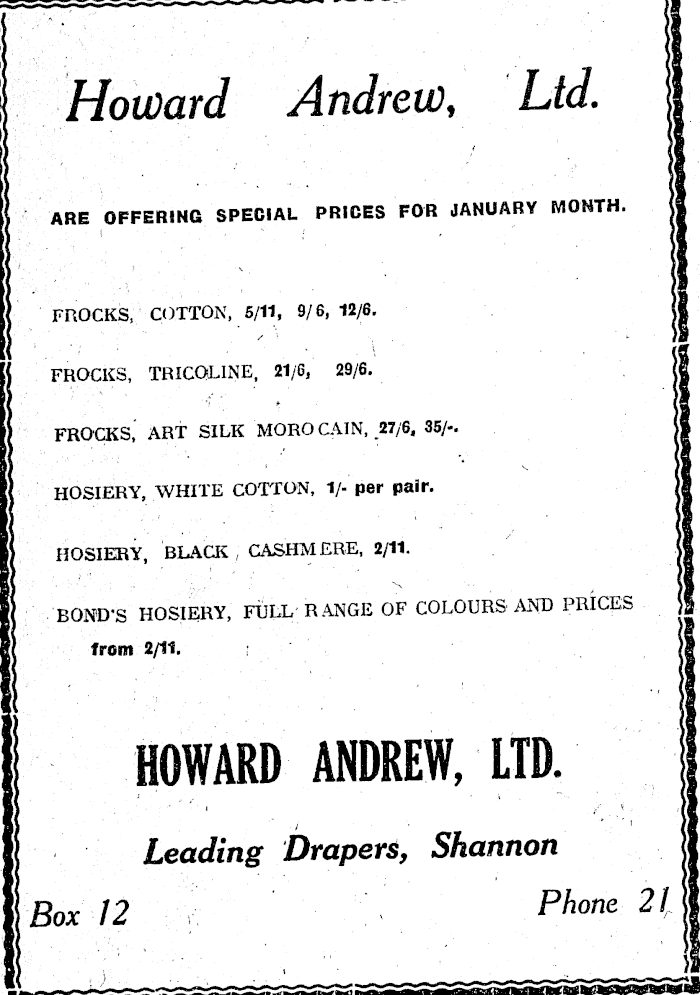 Howard Andrew, Ltd.
ARE OFFERING SPECIAL PRICES FOR JANUARY MONTH.
FROCKS, COTTON, 5/11, 9/6, 12/6.
FROCKS, TRICOLINE, 21/6, 29/6.
FROCKS, ART SILK MOROCAIN, 27/6, 35/-.
HOSIERY, WHITE COTTON, 1/- per pair.
HOSIERY, BLACK CASHMERE, 2/11.
BOND'S HOSIERY, FULL RANGE OF COLOURS AND PRICES
from 2/11.
HOWARD ANDREW, LTD.
Leading Drapers, Shannon
Box 12 Phone 21